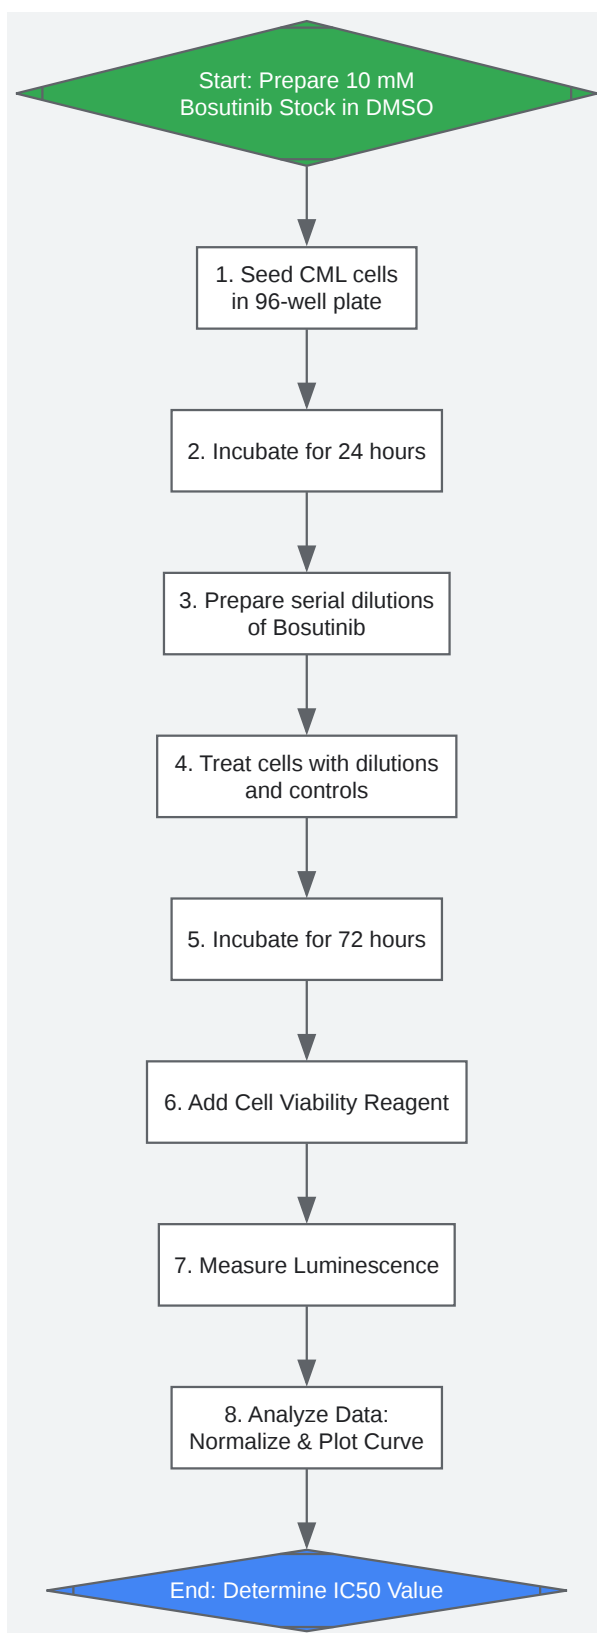 Start: Prepare 10 mM
Bosutinib Stock in DMSO
1. Seed CML cells
in 96-well plate
2. Incubate for 24 hours
3. Prepare serial dilutions
of Bosutinib
4. Treat cells with dilutions
and controls
5. Incubate for 72 hours
6. Add Cell Viability Reagent
7. Measure Luminescence
8. Analyze Data:
Normalize & Plot Curve
End: Determine IC50 Value